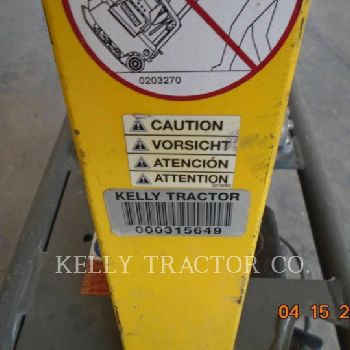 0203270
CAUTION
VORSICHT
ATENCIÓN
ATTENTION
KELLY TRACTOR
000315649
KELLY TRACTOR CO.
04 15 2